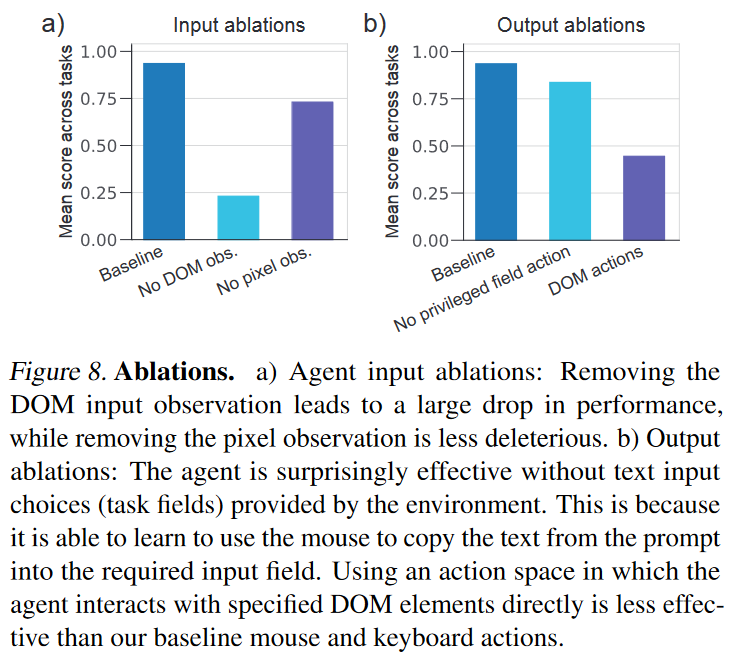 a)
Input ablations
Mean score across tasks
1.00
0.75
0.50
0.25
0.00
Baseline
No DOM obs.
No pixel obs.
b)
Output ablations
Mean score across tasks
1.00
0.75
0.50
0.25
0.00
Baseline
No privileged field action
DOM actions
Figure 8. Ablations. a) Agent input ablations: Removing the
DOM input observation leads to a large drop in performance,
while removing the pixel observation is less deleterious. b) Output
ablations: The agent is surprisingly effective without text input
choices (task fields) provided by the environment. This is because
it is able to learn to use the mouse to copy the text from the prompt
into the required input field. Using an action space in which the
agent interacts with specified DOM elements directly is less effec-
tive than our baseline mouse and keyboard actions.